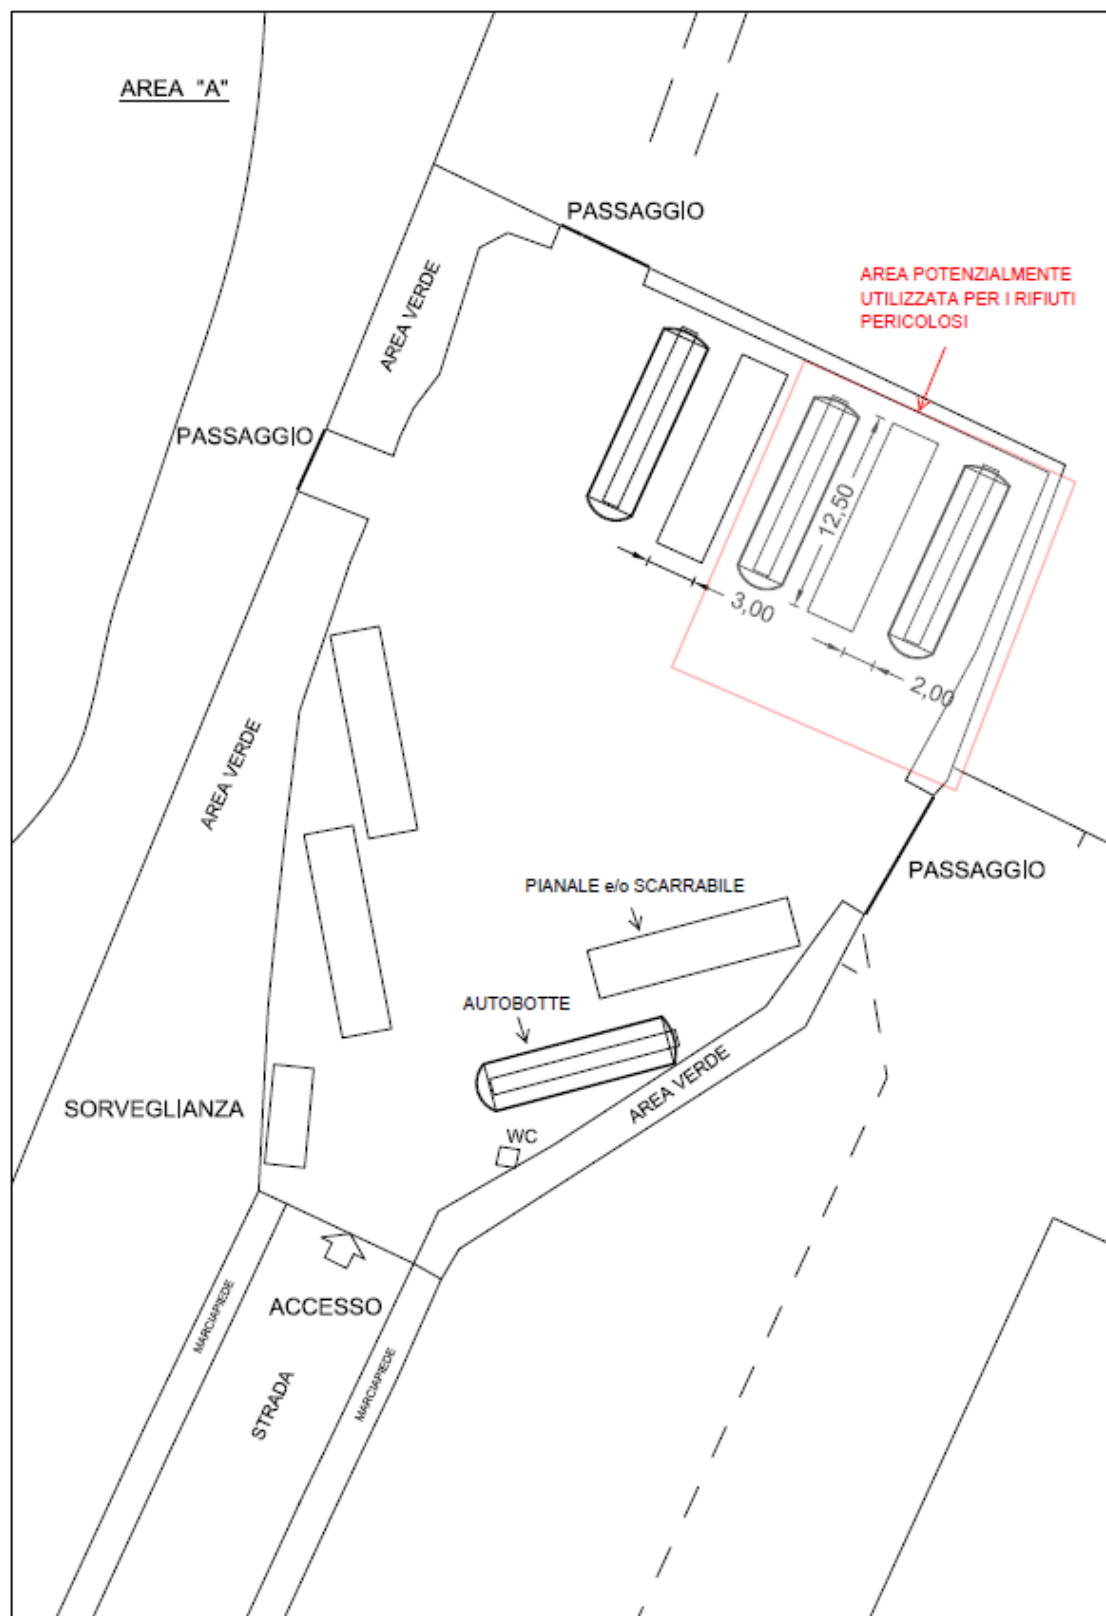 AREA "A"
PASSAGGIO
AREA POTENZIALMENTE
UTILIZZATA PER I RIFIUTI
PERICOLOSI
AREA VERDE
PASSAGGIO
12,50
3,00
2,00
AREA VERDE
PASSAGGIO
PIANALE e/o SCARRABILE
AUTOBOTTE
AREA VERDE
SORVEGLIANZA
WC
ACCESSO
MARCIAPIEDE
MARCIAPIEDE
STRADA